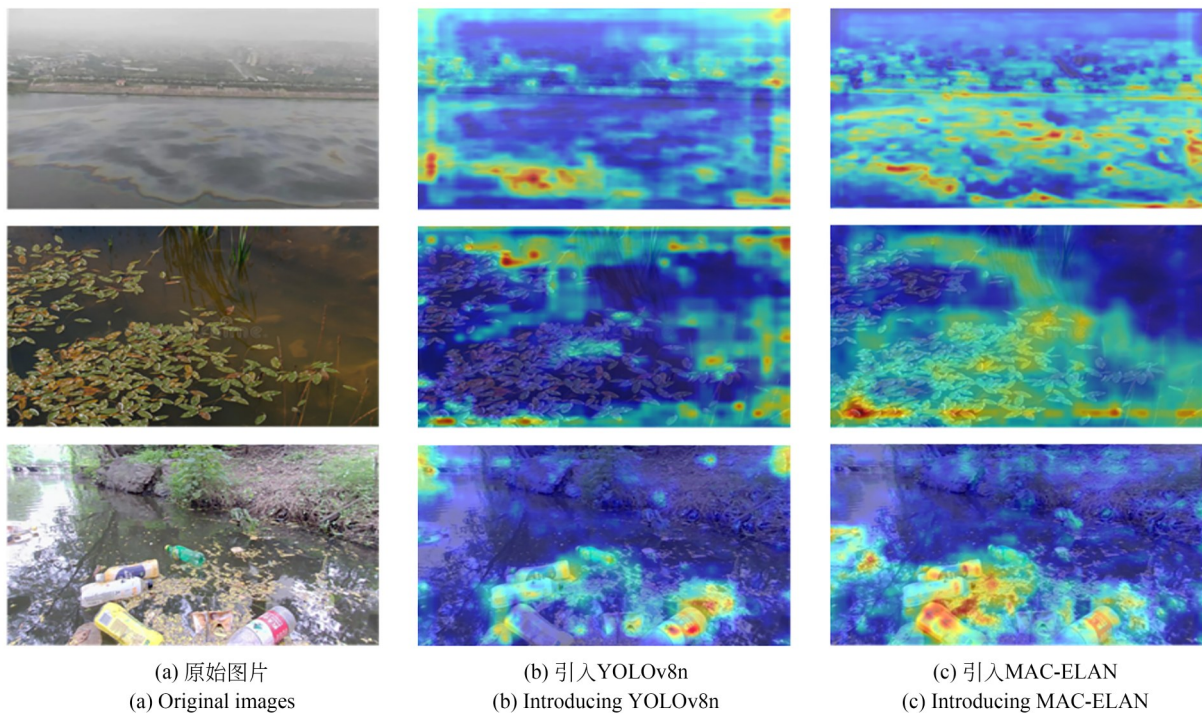 (a) 原始图片
(a) Original images
(b) 引入YOLOv8n
(b) Introducing YOLOv8n
(c) 引入MAC-ELAN
(c) Introducing MAC-ELAN